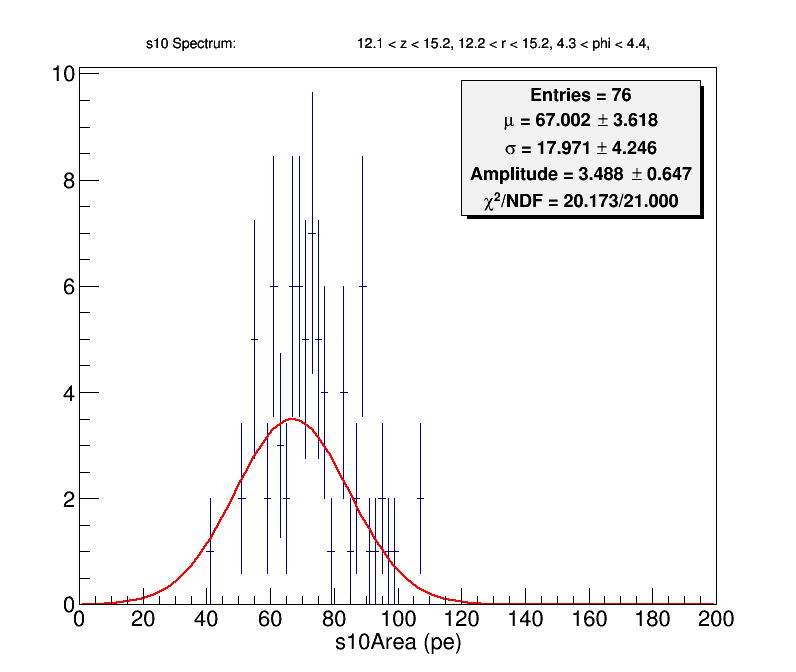 s10 Spectrum: 12.1 < z < 15.2, 12.2 < r < 15.2, 4.3 < phi < 4.4,
Entries = 76
μ = 67.002 ± 3.618
σ = 17.971 ± 4.246
Amplitude = 3.488 ± 0.647
χ²/NDF = 20.173/21.000
10
8
6
4
2
0
0 20 40 60 80 100 120 140 160 180 200
s10Area (pe)